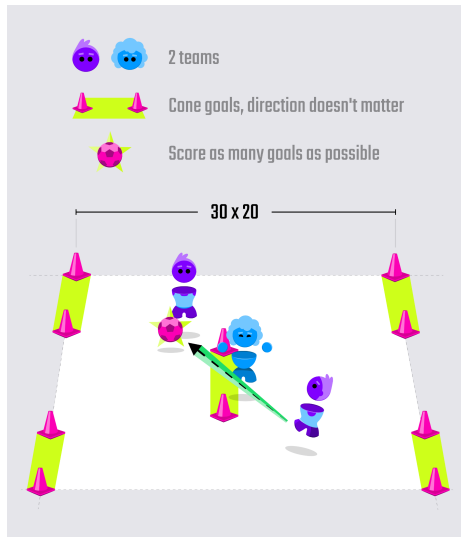 2 teams
Cone goals, direction doesn't matter
Score as many goals as possible
30 x 20